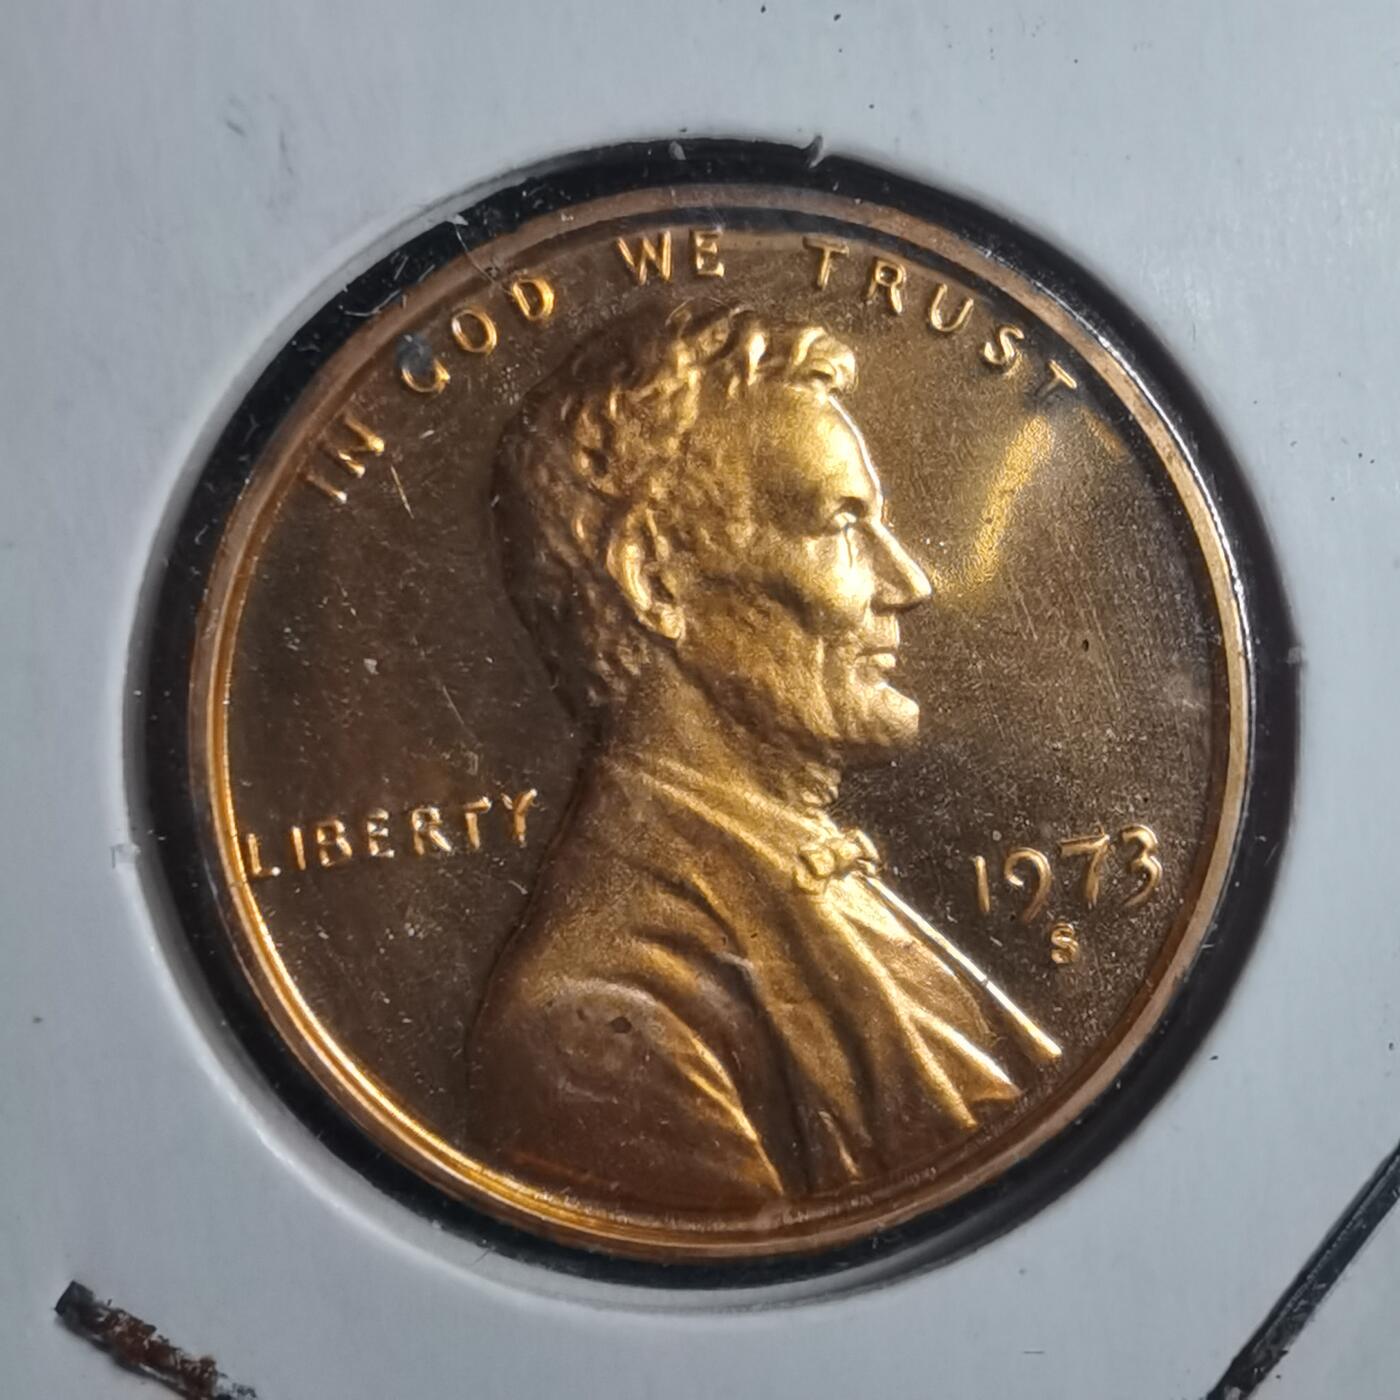 IN GOD WE TRUST
LIBERTY
1973
S